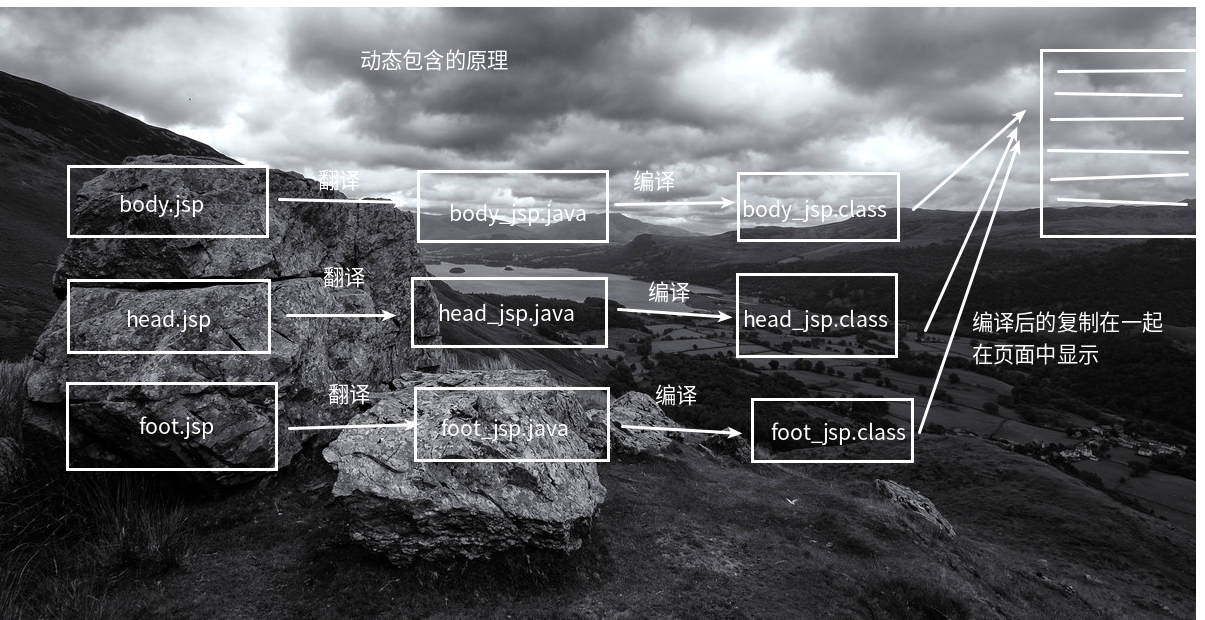 动态包含的原理
body.jsp
翻译
body_jsp.java
编译
body_jsp.class
head.jsp
翻译
head_jsp.java
编译
head_jsp.class
编译后的复制在一起
在页面中显示
foot.jsp
翻译
foot_jsp.java
编译
foot_jsp.class